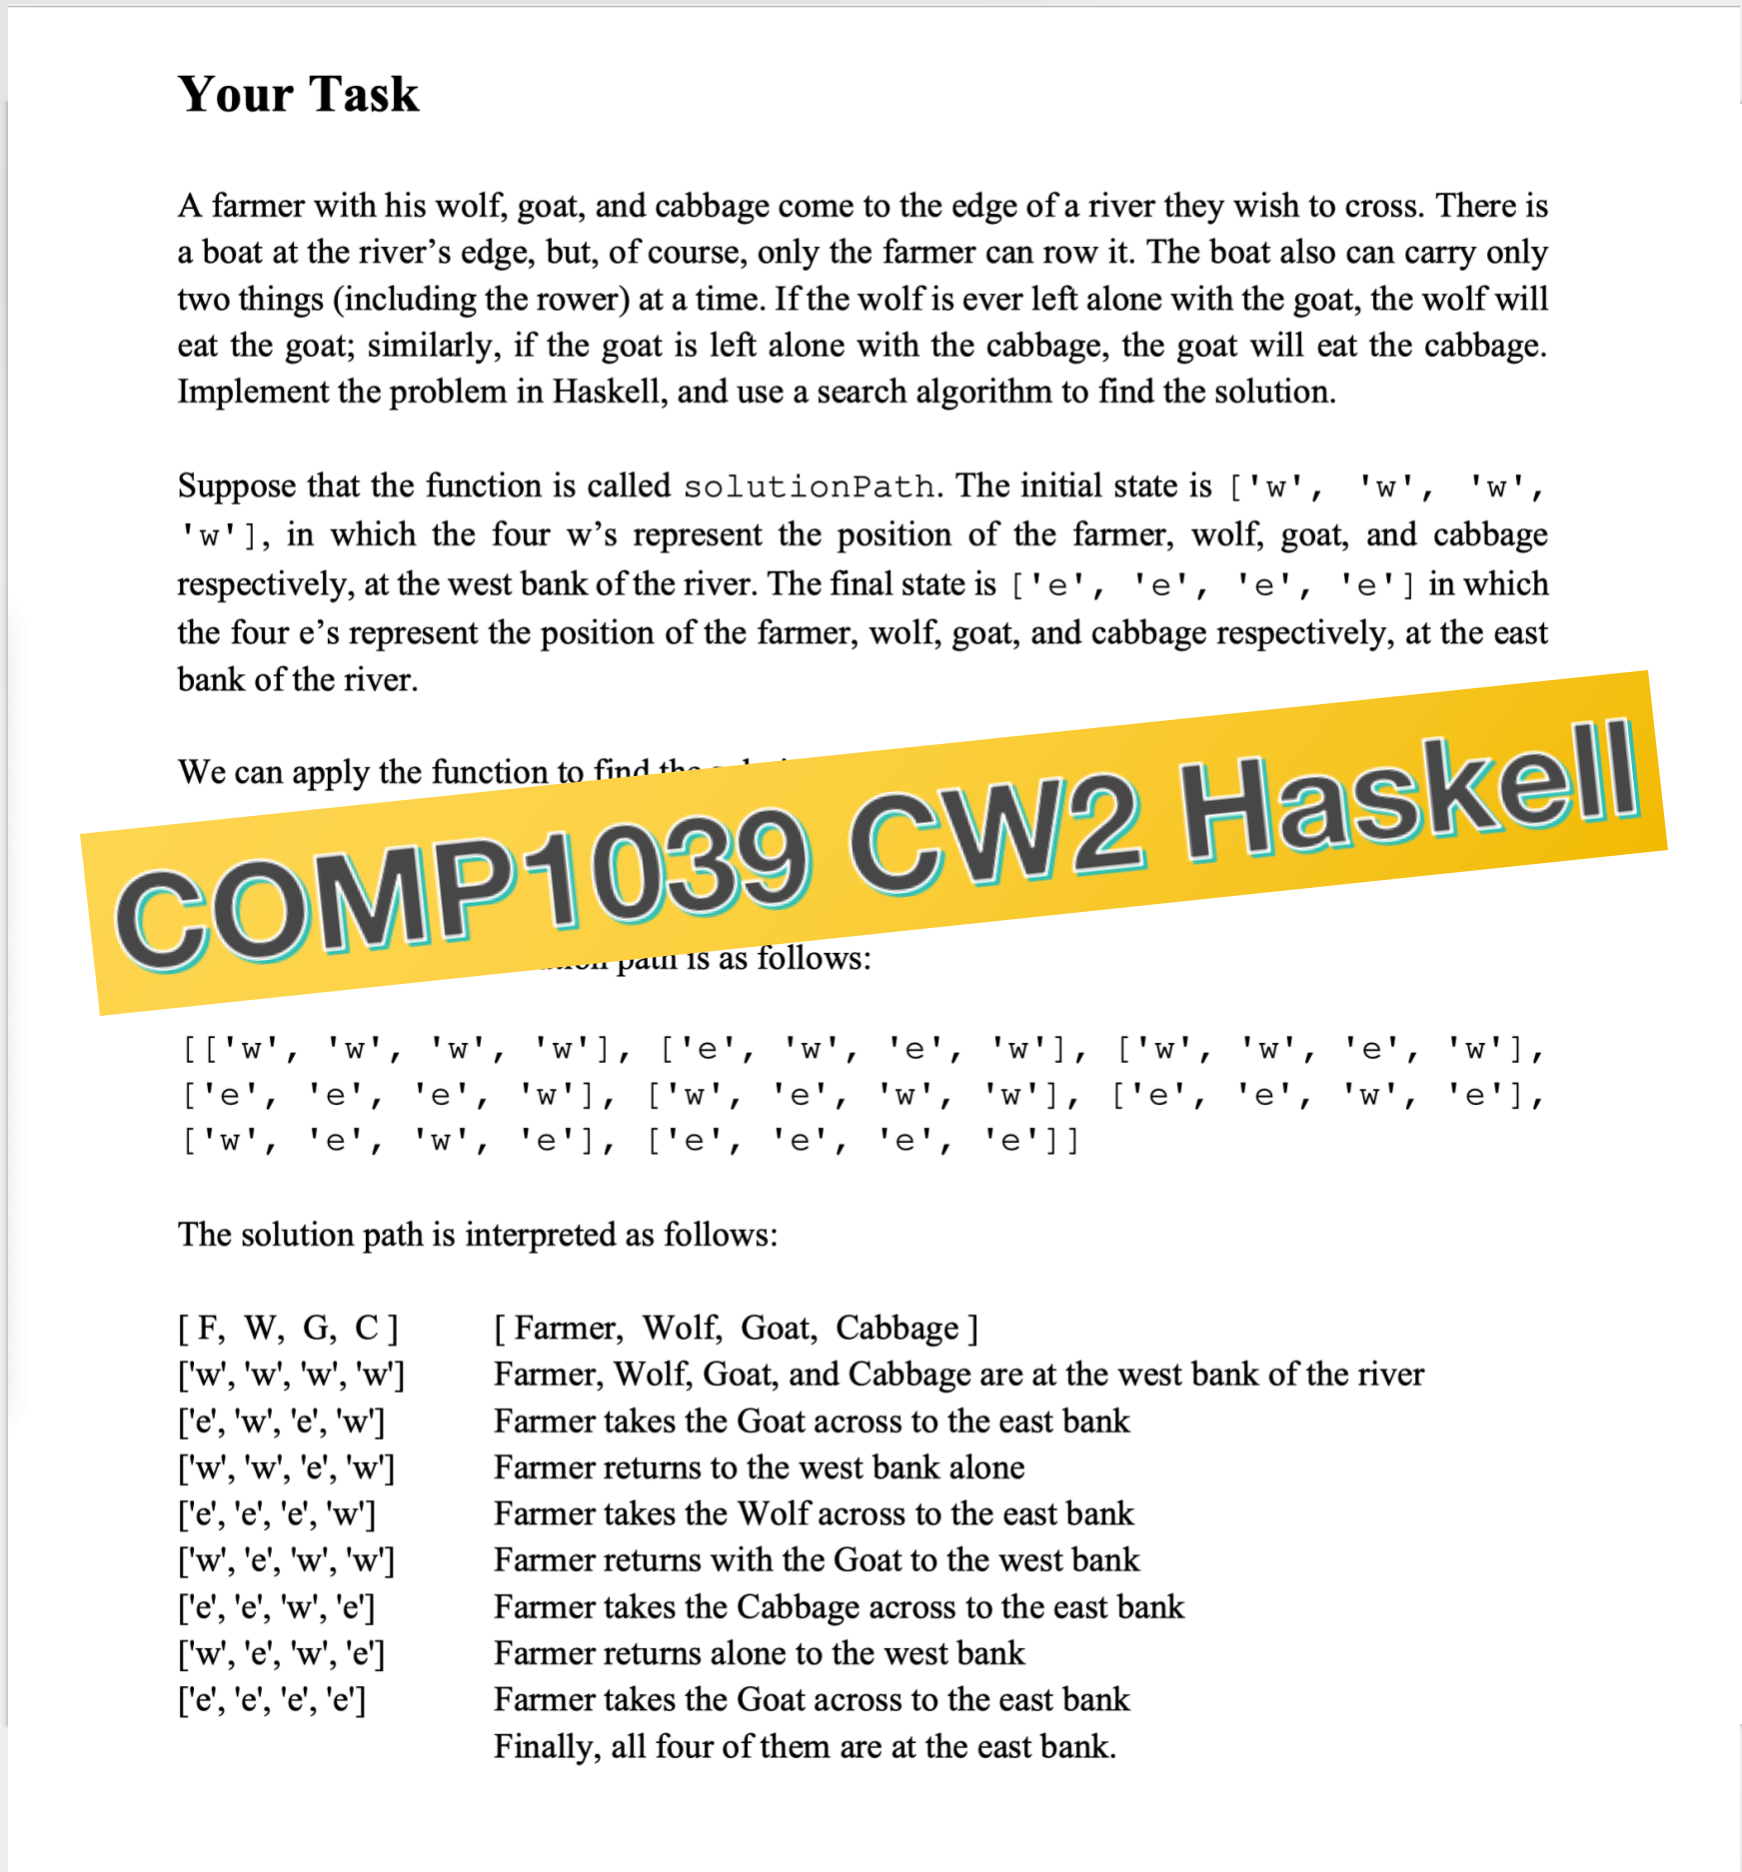 Your Task
A farmer with his wolf, goat, and cabbage come to the edge of a river they wish to cross. There is
a boat at the river’s edge, but, of course, only the farmer can row it. The boat also can carry only
two things (including the rower) at a time. If the wolf is ever left alone with the goat, the wolf will
eat the goat; similarly, if the goat is left alone with the cabbage, the goat will eat the cabbage.
Implement the problem in Haskell, and use a search algorithm to find the solution.
Suppose that the function is called solutionPath. The initial state is ['w', 'w', 'w',
'w'], in which the four w’s represent the position of the farmer, wolf, goat, and cabbage
respectively, at the west bank of the river. The final state is ['e', 'e', 'e', 'e'] in which
the four e’s represent the position of the farmer, wolf, goat, and cabbage respectively, at the east
bank of the river.
We can apply the function to find the
COMP1039 CW2 Haskell
path is as follows:
[['w', 'w', 'w', 'w'], ['e', 'w', 'e', 'w'], ['w', 'w', 'e', 'w'],
['e', 'e', 'e', 'w'], ['w', 'e', 'w', 'w'], ['e', 'e', 'w', 'e'],
['w', 'e', 'w', 'e'], ['e', 'e', 'e', 'e']]
The solution path is interpreted as follows:
[ F, W, G, C ] [ Farmer, Wolf, Goat, Cabbage ]
['w', 'w', 'w', 'w'] Farmer, Wolf, Goat, and Cabbage are at the west bank of the river
['e', 'w', 'e', 'w'] Farmer takes the Goat across to the east bank
['w', 'w', 'e', 'w'] Farmer returns to the west bank alone
['e', 'e', 'e', 'w'] Farmer takes the Wolf across to the east bank
['w', 'e', 'w', 'w'] Farmer returns with the Goat to the west bank
['e', 'e', 'w', 'e'] Farmer takes the Cabbage across to the east bank
['w', 'e', 'w', 'e'] Farmer returns alone to the west bank
['e', 'e', 'e', 'e'] Farmer takes the Goat across to the east bank
Finally, all four of them are at the east bank.